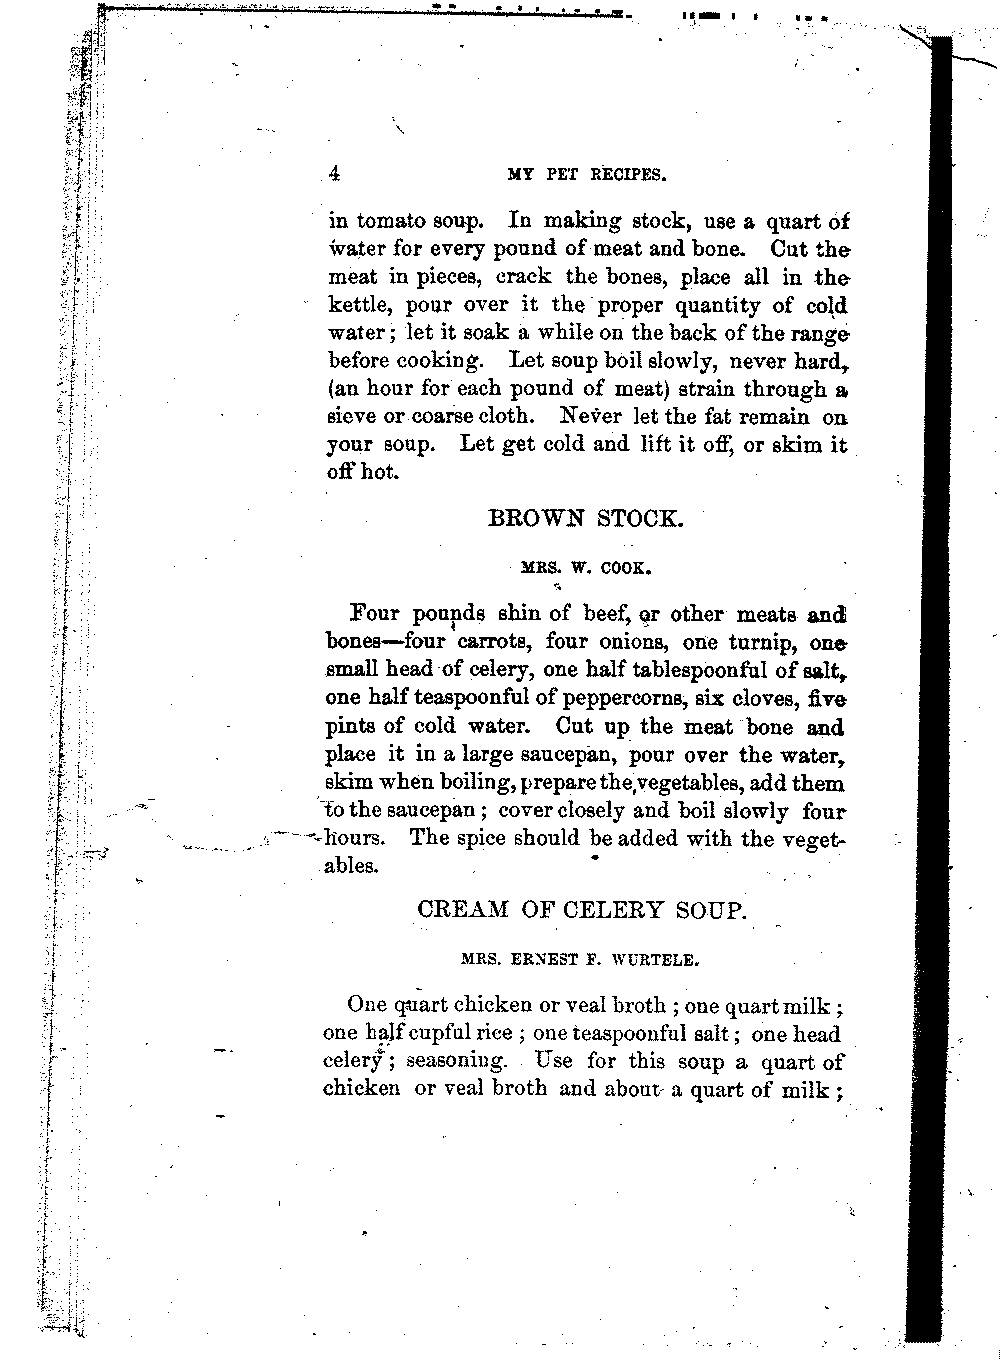 4 MY PET RECIPES.
in tomato soup. In making stock, use a quart of
water for every pound of meat and bone. Cut the
meat in pieces, crack the bones, place all in the
kettle, pour over it the proper quantity of cold
water; let it soak a while on the back of the range
before cooking. Let soup boil slowly, never hard,
(an hour for each pound of meat) strain through a
sieve or coarse cloth. Never let the fat remain on
your soup. Let get cold and lift it off, or skim it
off hot.
BROWN STOCK.
MRS. W. COOK.
Four pounds shin of beef, or other meats and
bones—four carrots, four onions, one turnip, one
small head of celery, one half tablespoonful of salt,
one half teaspoonful of peppercorns, six cloves, five
pints of cold water. Cut up the meat bone and
place it in a large saucepan, pour over the water,
skim when boiling, prepare the vegetables, add them
to the saucepan; cover closely and boil slowly four
hours. The spice should be added with the veget-
ables.
CREAM OF CELERY SOUP.
MRS. ERNEST F. WURTELE.
One quart chicken or veal broth; one quart milk;
one half cupful rice; one teaspoonful salt; one head
celery; seasoning. Use for this soup a quart of
chicken or veal broth and about a quart of milk;